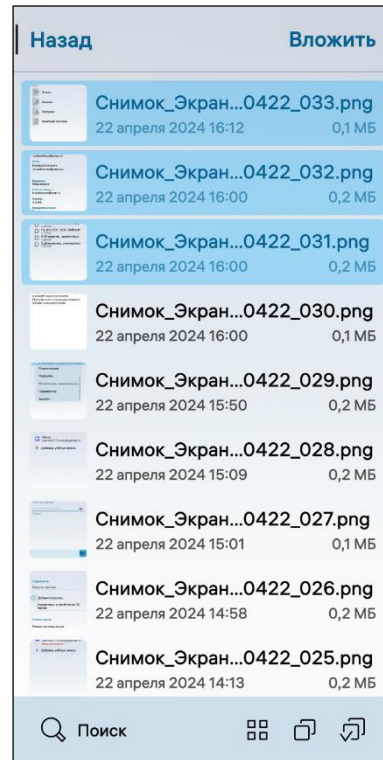 Назад Вложить
Снимок_Экран...0422_033.png
22 апреля 2024 16:12 0,1 МБ
Снимок_Экран...0422_032.png
22 апреля 2024 16:00 0,2 МБ
Снимок_Экран...0422_031.png
22 апреля 2024 16:00 0,2 МБ
Снимок_Экран...0422_030.png
22 апреля 2024 16:00 0,1 МБ
Снимок_Экран...0422_029.png
22 апреля 2024 15:50 0,2 МБ
Снимок_Экран...0422_028.png
22 апреля 2024 15:09 0,2 МБ
Снимок_Экран...0422_027.png
22 апреля 2024 15:01 0,1 МБ
Снимок_Экран...0422_026.png
22 апреля 2024 14:58 0,2 МБ
Снимок_Экран...0422_025.png
22 апреля 2024 14:13 0,2 МБ
Поиск